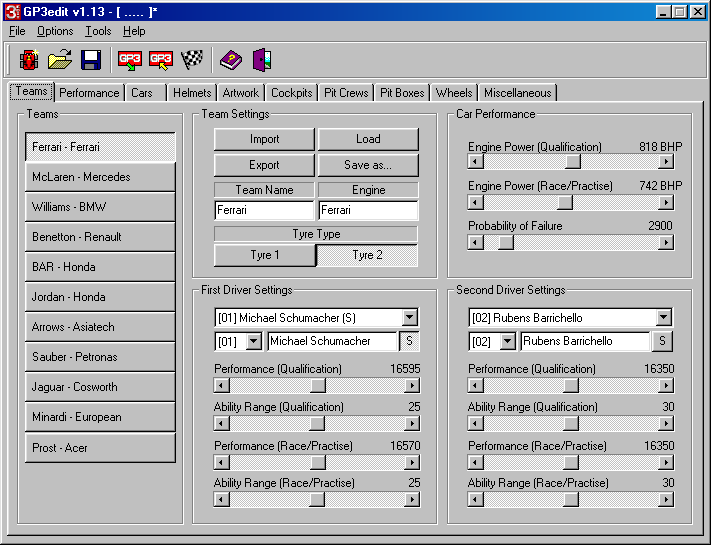 GP3edit v1.13 - [ ..... ]*
File Options Tools Help
GP3 GP3
Teams Performance Cars Helmets Artwork Cockpits Pit Crews Pit Boxes Wheels Miscellaneous
Teams
Ferrari - Ferrari
McLaren - Mercedes
Williams - BMW
Benetton - Renault
BAR - Honda
Jordan - Honda
Arrows - Asiatech
Sauber - Petronas
Jaguar - Cosworth
Minardi - European
Prost - Acer
Team Settings
Import Load
Export Save as...
Team Name Engine
Ferrari Ferrari
Tyre Type
Tyre 1 Tyre 2
Car Performance
Engine Power (Qualification) 818 BHP
Engine Power (Race/Practise) 742 BHP
Probability of Failure 2900
First Driver Settings
[01] Michael Schumacher (S)
[01] Michael Schumacher S
Performance (Qualification) 16595
Ability Range (Qualification) 25
Performance (Race/Practise) 16570
Ability Range (Race/Practise) 25
Second Driver Settings
[02] Rubens Barrichello
[02] Rubens Barrichello S
Performance (Qualification) 16350
Ability Range (Qualification) 30
Performance (Race/Practise) 16350
Ability Range (Race/Practise) 30